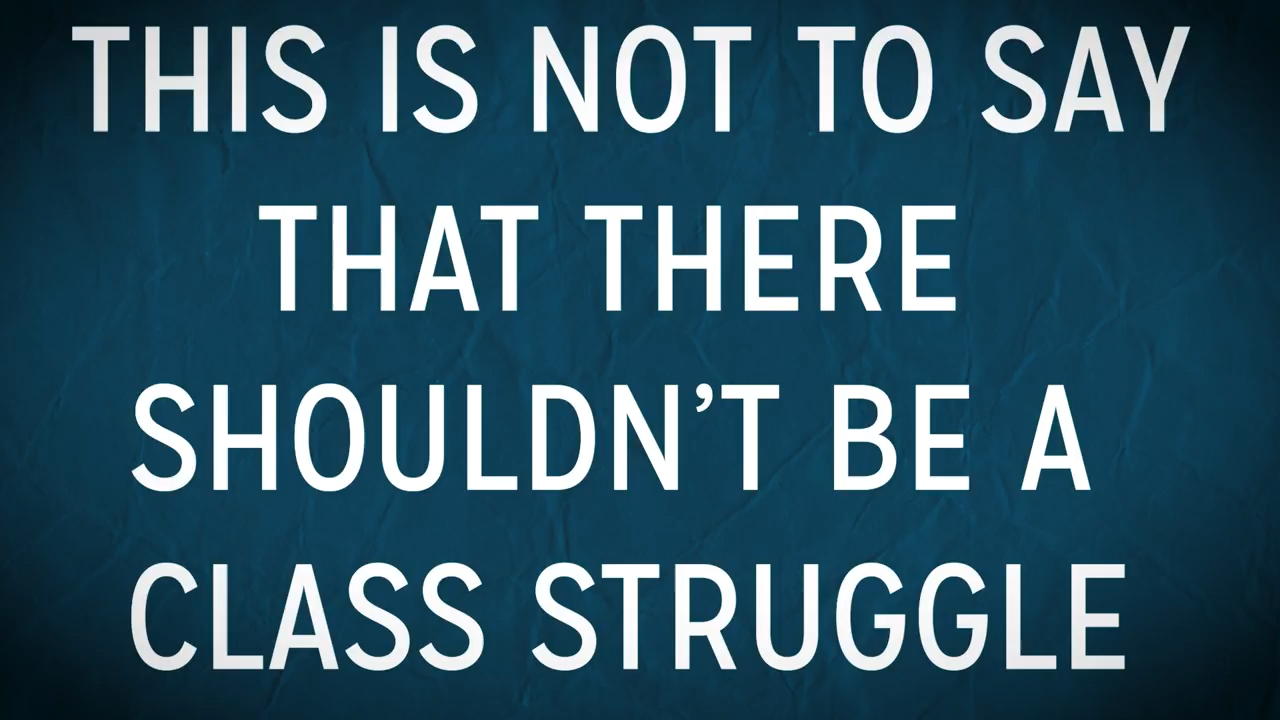 THIS IS NOT TO SAY
THAT THERE
SHOULDN’T BE A
CLASS STRUGGLE